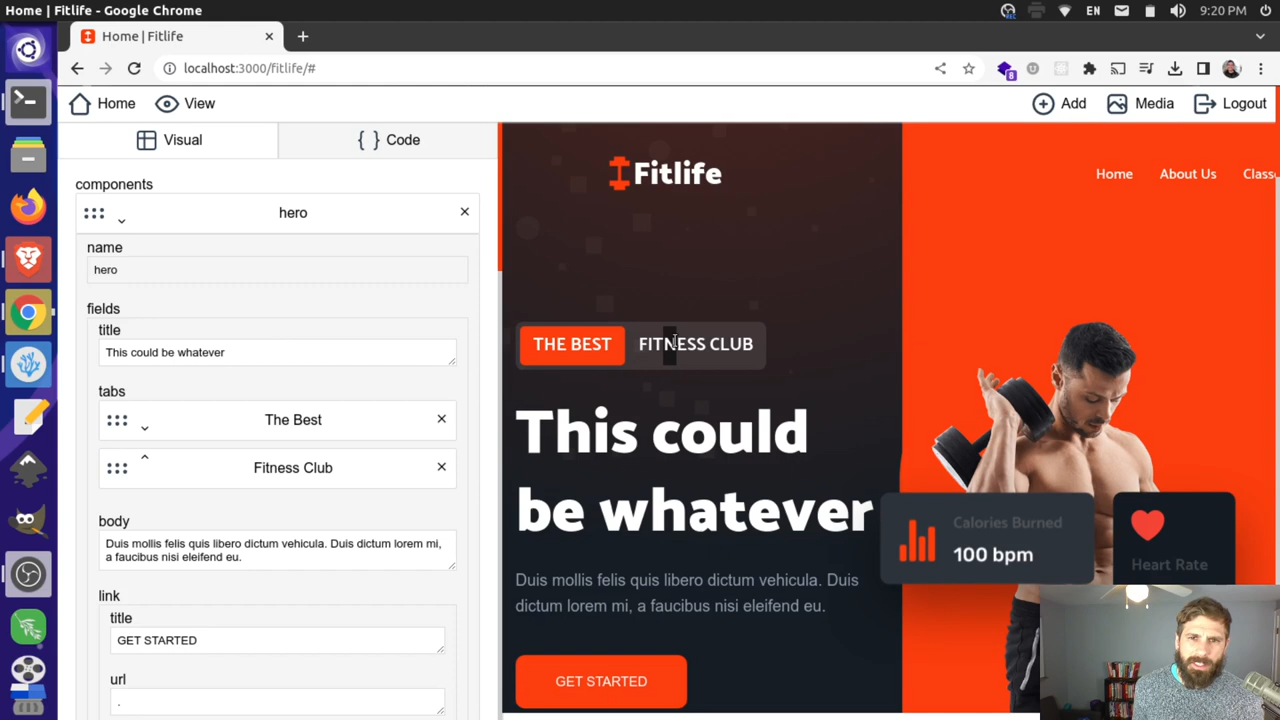 Home | Fitlife - Google Chrome
EN
9:20 PM
Home | Fitlife
localhost:3000/fitlife/#
8
Home
View
Add
Media
Logout
Visual
{ } Code
components
hero
name
hero
fields
title
This could be whatever
tabs
The Best
Fitness Club
body
Duis mollis felis quis libero dictum vehicula. Duis dictum lorem mi,
a faucibus nisi eleifend eu.
link
title
GET STARTED
url
.
Fitlife
Home
About Us
Class
THE BEST
FITNESS CLUB
This could
be whatever
Duis mollis felis quis libero dictum vehicula. Duis
dictum lorem mi, a faucibus nisi eleifend eu.
GET STARTED
Calories Burned
100 bpm
Heart Rate